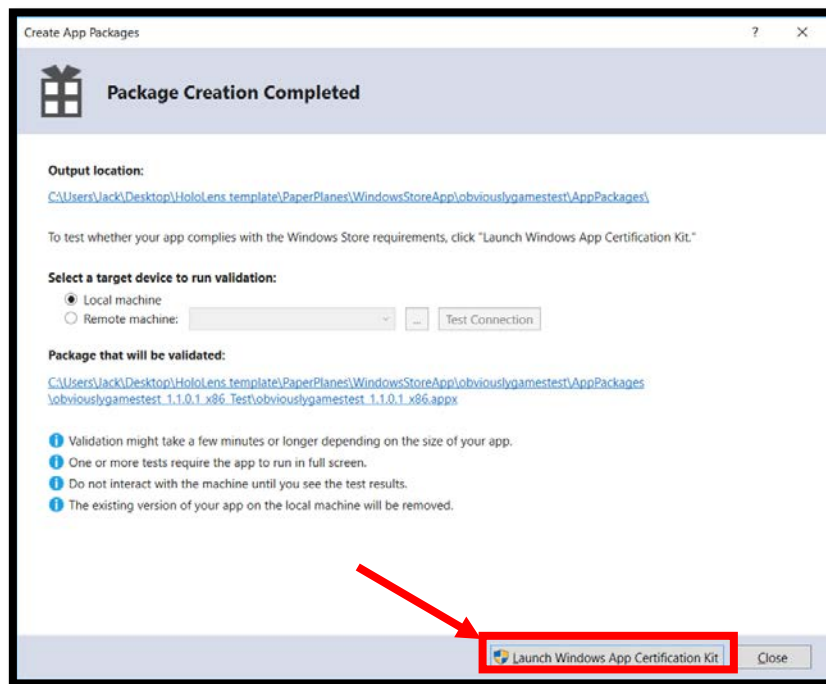 Create App Packages
?
Package Creation Completed
Output location:
C:\Users\Jack\Desktop\HoloLens template\PaperPlanes\WindowsStoreApp\obviouslygamestest\AppPackages\
To test whether your app complies with the Windows Store requirements, click "Launch Windows App Certification Kit."
Select a target device to run validation:
Local machine
Remote machine:
...
Test Connection
Package that will be validated:
C:\Users\Jack\Desktop\HoloLens template\PaperPlanes\WindowsStoreApp\obviouslygamestest\AppPackages
\obviouslygamestest_1.1.0.1_x86_Test\obviouslygamestest_1.1.0.1_x86.appx
Validation might take a few minutes or longer depending on the size of your app.
One or more tests require the app to run in full screen.
Do not interact with the machine until you see the test results.
The existing version of your app on the local machine will be removed.
Launch Windows App Certification Kit
Close